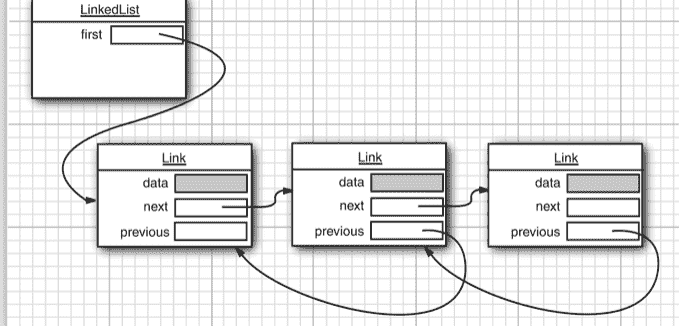 LinkedList
first
Link
data
next
previous
Link
data
next
previous
Link
data
next
previous